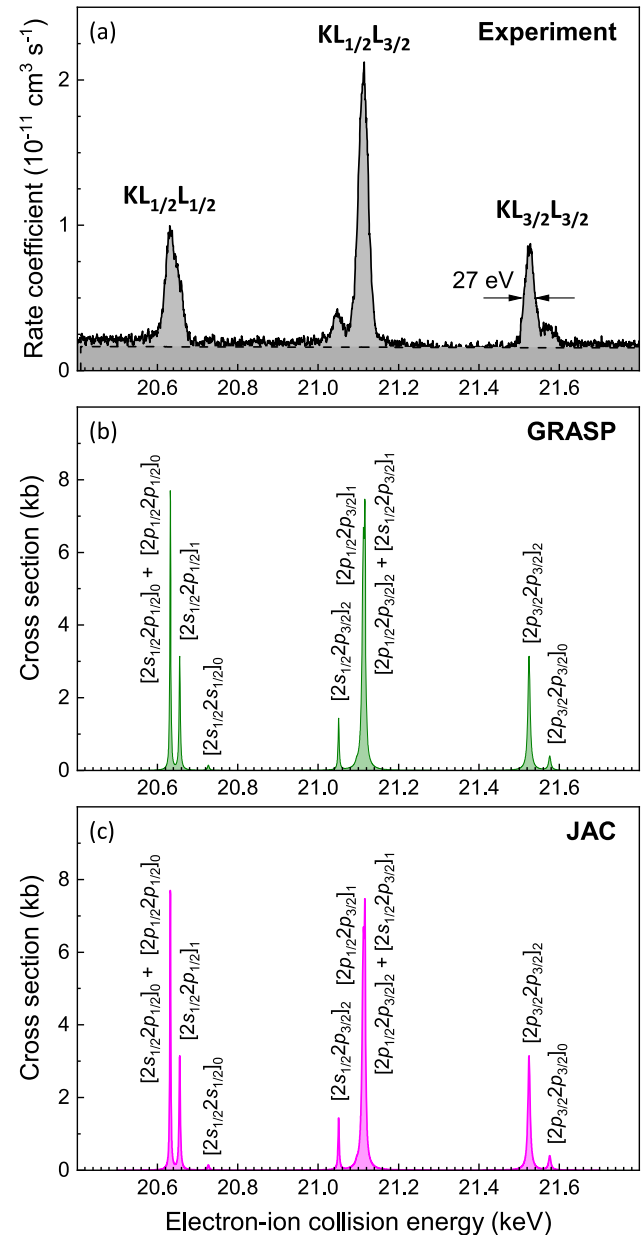 (a)
Experiment
KL1/2L1/2
KL1/2L3/2
KL3/2L3/2
27 eV
Rate coefficient (10-11 cm3 s-1)
2
1
0
20.6 20.8 21.0 21.2 21.4 21.6
(b)
GRASP
Cross section (kb)
8
6
4
2
0
[2s1/22p1/2]0 + [2p1/22p1/2]0
[2s1/22p1/2]1
[2s1/22s1/2]0
[2s1/22p3/2]2
[2p1/22p3/2]1
[2p1/22p3/2]2 + [2s1/22p3/2]1
[2p3/22p3/2]2
[2p3/22p3/2]0
20.6 20.8 21.0 21.2 21.4 21.6
(c)
JAC
Cross section (kb)
8
6
4
2
0
[2s1/22p1/2]0 + [2p1/22p1/2]0
[2s1/22p1/2]1
[2s1/22s1/2]0
[2s1/22p3/2]2
[2p1/22p3/2]1
[2p1/22p3/2]2 + [2s1/22p3/2]1
[2p3/22p3/2]2
[2p3/22p3/2]0
20.6 20.8 21.0 21.2 21.4 21.6
Electron-ion collision energy (keV)